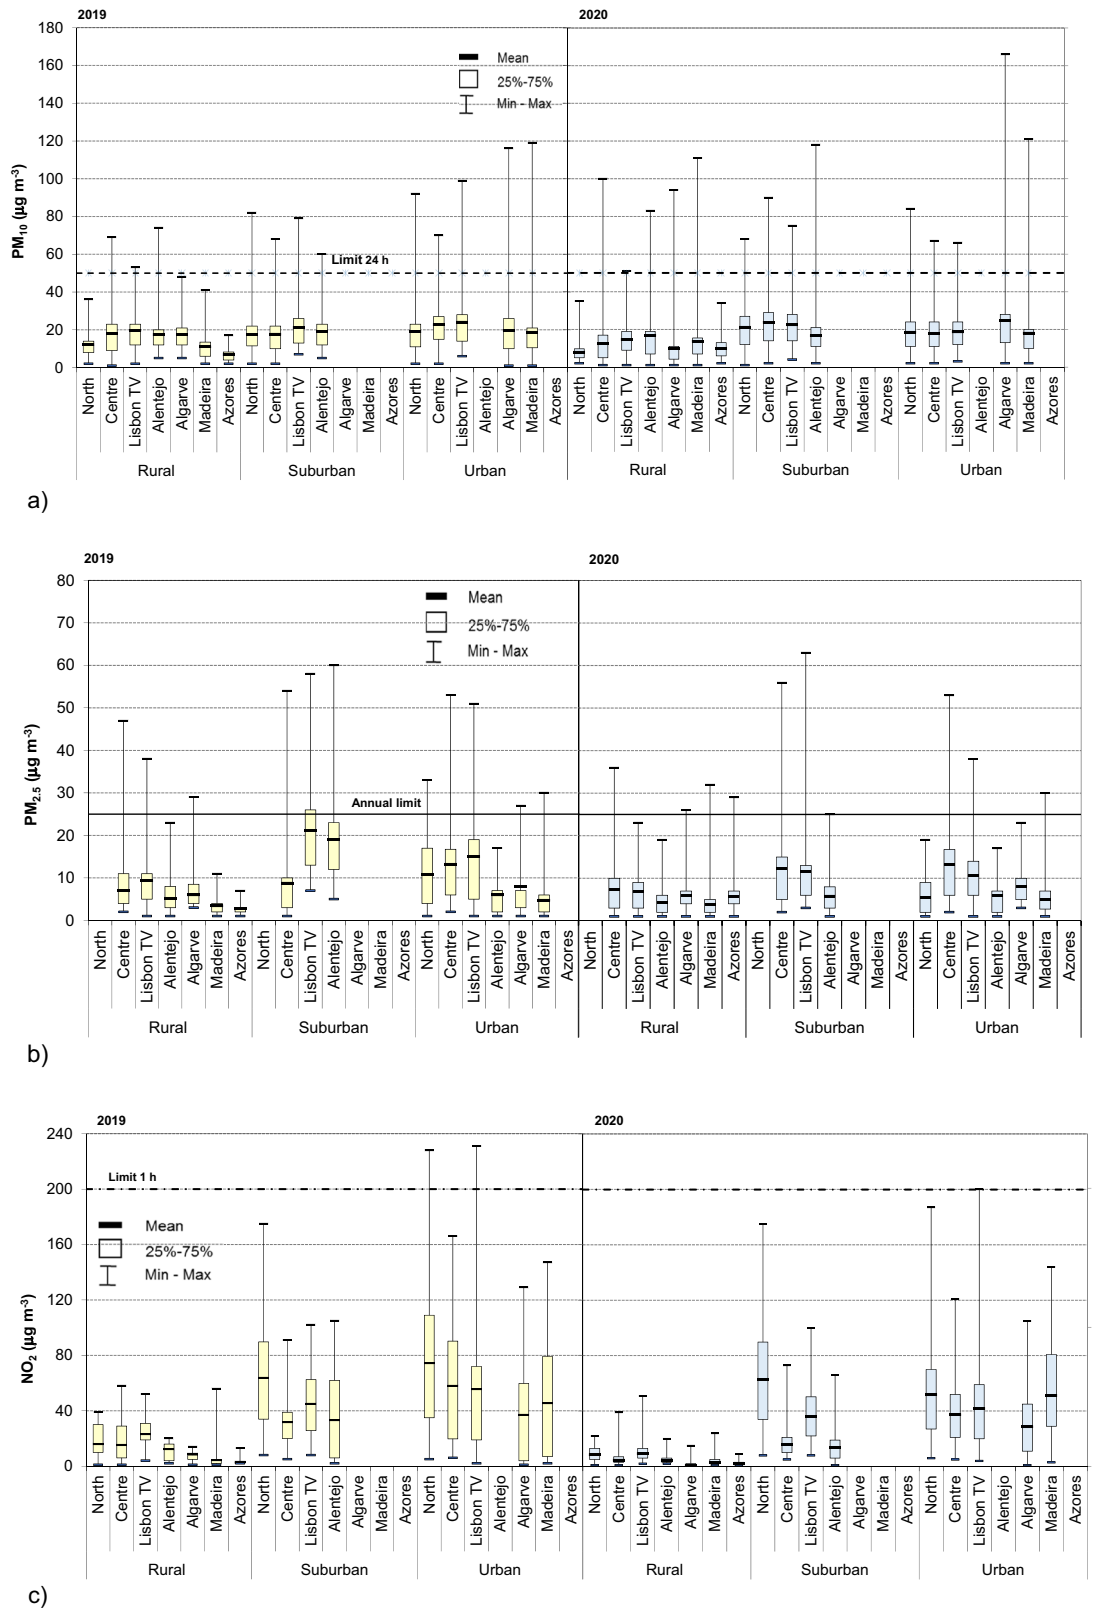 2019
2020
180
160
140
120
100
80
60
40
20
0
PM10 (µg m-3)
Mean
25%-75%
Min - Max
Limit 24 h
North Centre Lisbon TV Alentejo Algarve Madeira Azores North Centre Lisbon TV Alentejo Algarve Madeira Azores North Centre Lisbon TV Alentejo Algarve Madeira Azores North Centre Lisbon TV Alentejo Algarve Madeira Azores North Centre Lisbon TV Alentejo Algarve Madeira Azores North Centre Lisbon TV Alentejo Algarve Madeira Azores
Rural Suburban Urban Rural Suburban Urban
a)
2019
2020
80
70
60
50
40
30
20
10
0
PM2.5 (µg m-3)
Mean
25%-75%
Min - Max
Annual limit
North Centre Lisbon TV Alentejo Algarve Madeira Azores North Centre Lisbon TV Alentejo Algarve Madeira Azores North Centre Lisbon TV Alentejo Algarve Madeira Azores North Centre Lisbon TV Alentejo Algarve Madeira Azores North Centre Lisbon TV Alentejo Algarve Madeira Azores North Centre Lisbon TV Alentejo Algarve Madeira Azores
Rural Suburban Urban Rural Suburban Urban
b)
2019
2020
240
200
160
120
80
40
0
NO2 (µg m-3)
Limit 1 h
Mean
25%-75%
Min - Max
North Centre Lisbon TV Alentejo Algarve Madeira Azores North Centre Lisbon TV Alentejo Algarve Madeira Azores North Centre Lisbon TV Alentejo Algarve Madeira Azores North Centre Lisbon TV Alentejo Algarve Madeira Azores North Centre Lisbon TV Alentejo Algarve Madeira Azores North Centre Lisbon TV Alentejo Algarve Madeira Azores
Rural Suburban Urban Rural Suburban Urban
c)